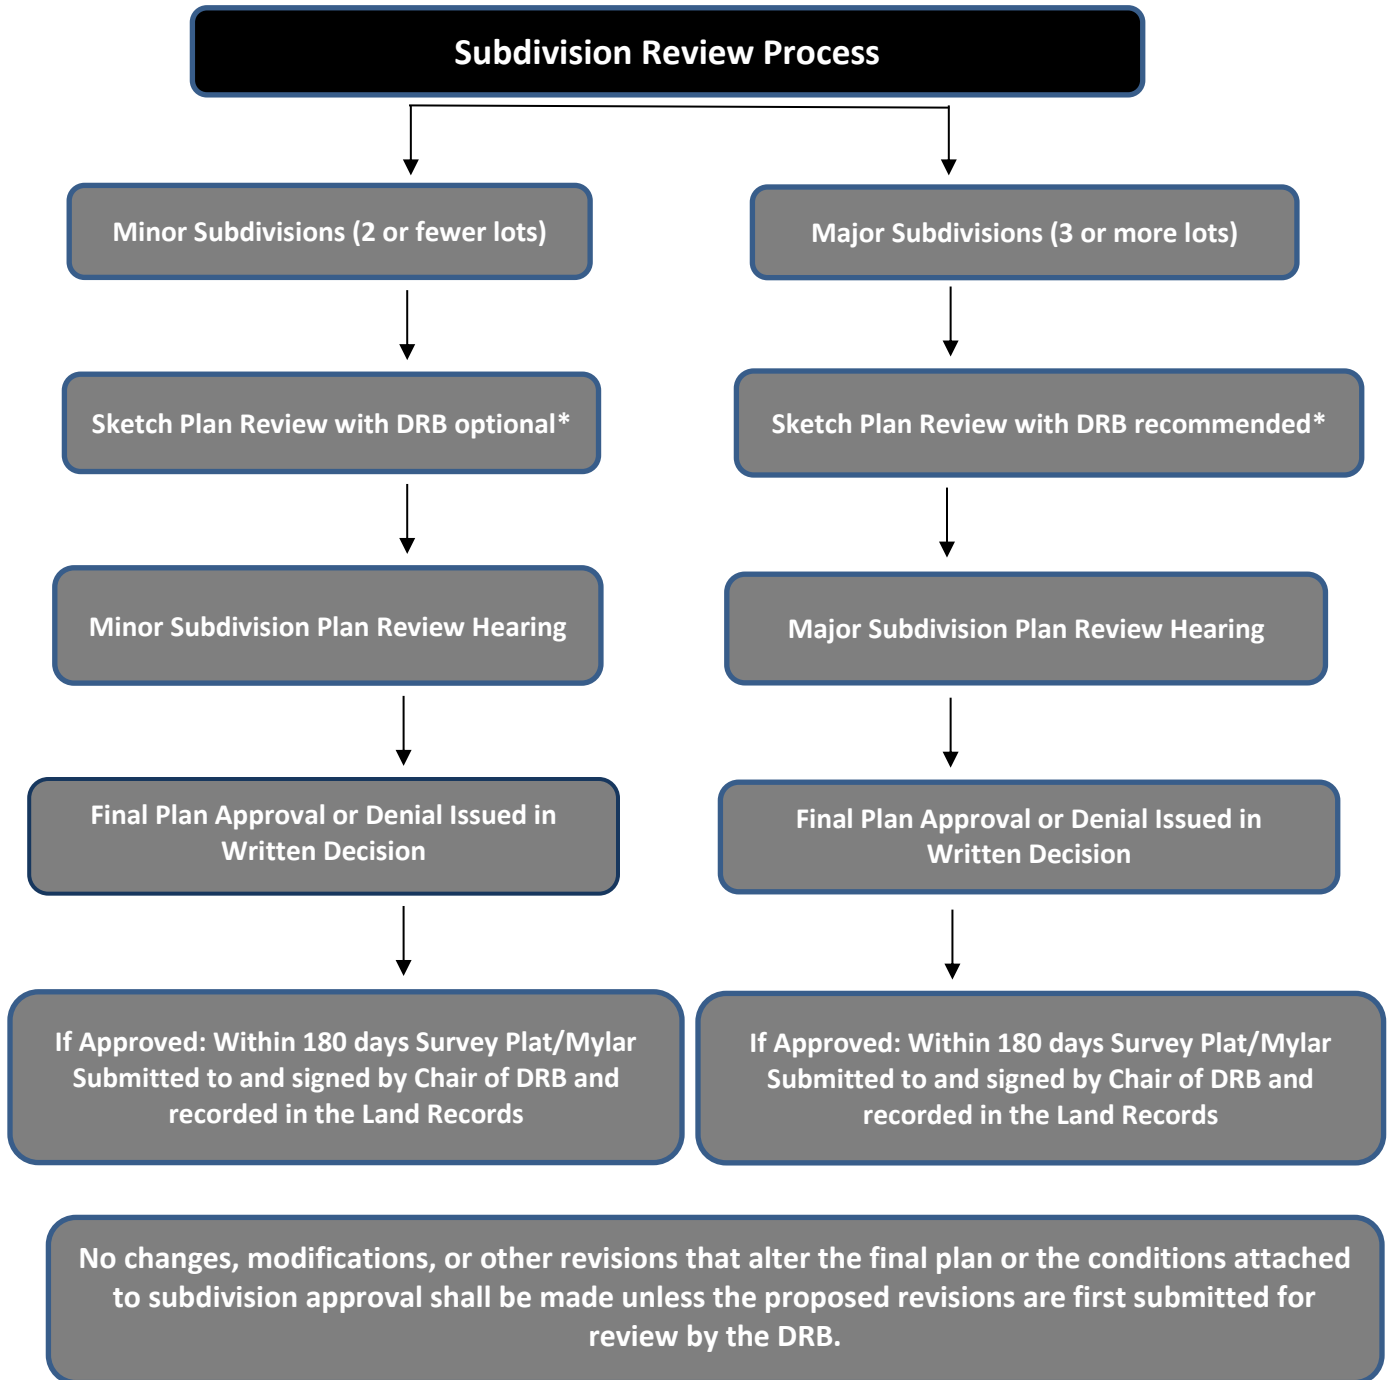 Subdivision Review Process
Minor Subdivisions (2 or fewer lots)
Major Subdivisions (3 or more lots)
Sketch Plan Review with DRB optional*
Sketch Plan Review with DRB recommended*
Minor Subdivision Plan Review Hearing
Major Subdivision Plan Review Hearing
Final Plan Approval or Denial Issued in
Written Decision
Final Plan Approval or Denial Issued in
Written Decision
If Approved: Within 180 days Survey Plat/Mylar
Submitted to and signed by Chair of DRB and
recorded in the Land Records
If Approved: Within 180 days Survey Plat/Mylar
Submitted to and signed by Chair of DRB and
recorded in the Land Records
No changes, modifications, or other revisions that alter the final plan or the conditions attached
to subdivision approval shall be made unless the proposed revisions are first submitted for
review by the DRB.